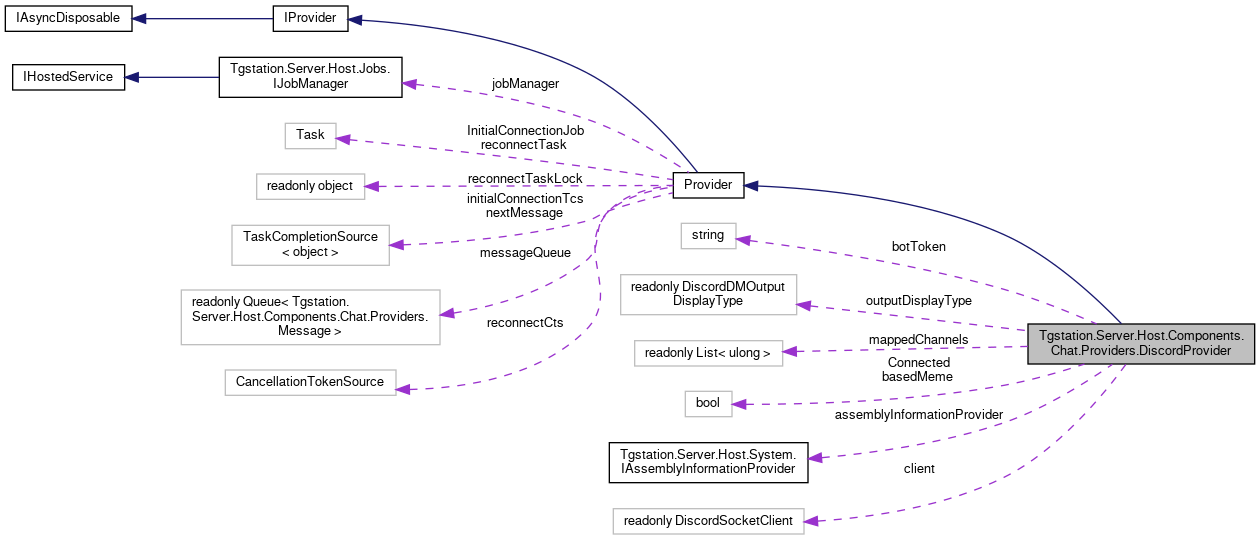 IAsyncDisposable
IProvider
IHostedService
Tgstation.Server.Host.Jobs.
IJobManager
jobManager
Task
InitialConnectionJob
reconnectTask
readonly object
reconnectTaskLock
Provider
TaskCompletionSource
< object >
initialConnectionTcs
nextMessage
readonly Queue< Tgstation.
Server.Host.Components.Chat.Providers.
Message >
messageQueue
CancellationTokenSource
reconnectCts
string
botToken
readonly DiscordDMOutput
DisplayType
outputDisplayType
readonly List< ulong >
mappedChannels
Tgstation.Server.Host.Components.
Chat.Providers.DiscordProvider
bool
Connected
basedMeme
Tgstation.Server.Host.System.
IAssemblyInformationProvider
assemblyInformationProvider
readonly DiscordSocketClient
client